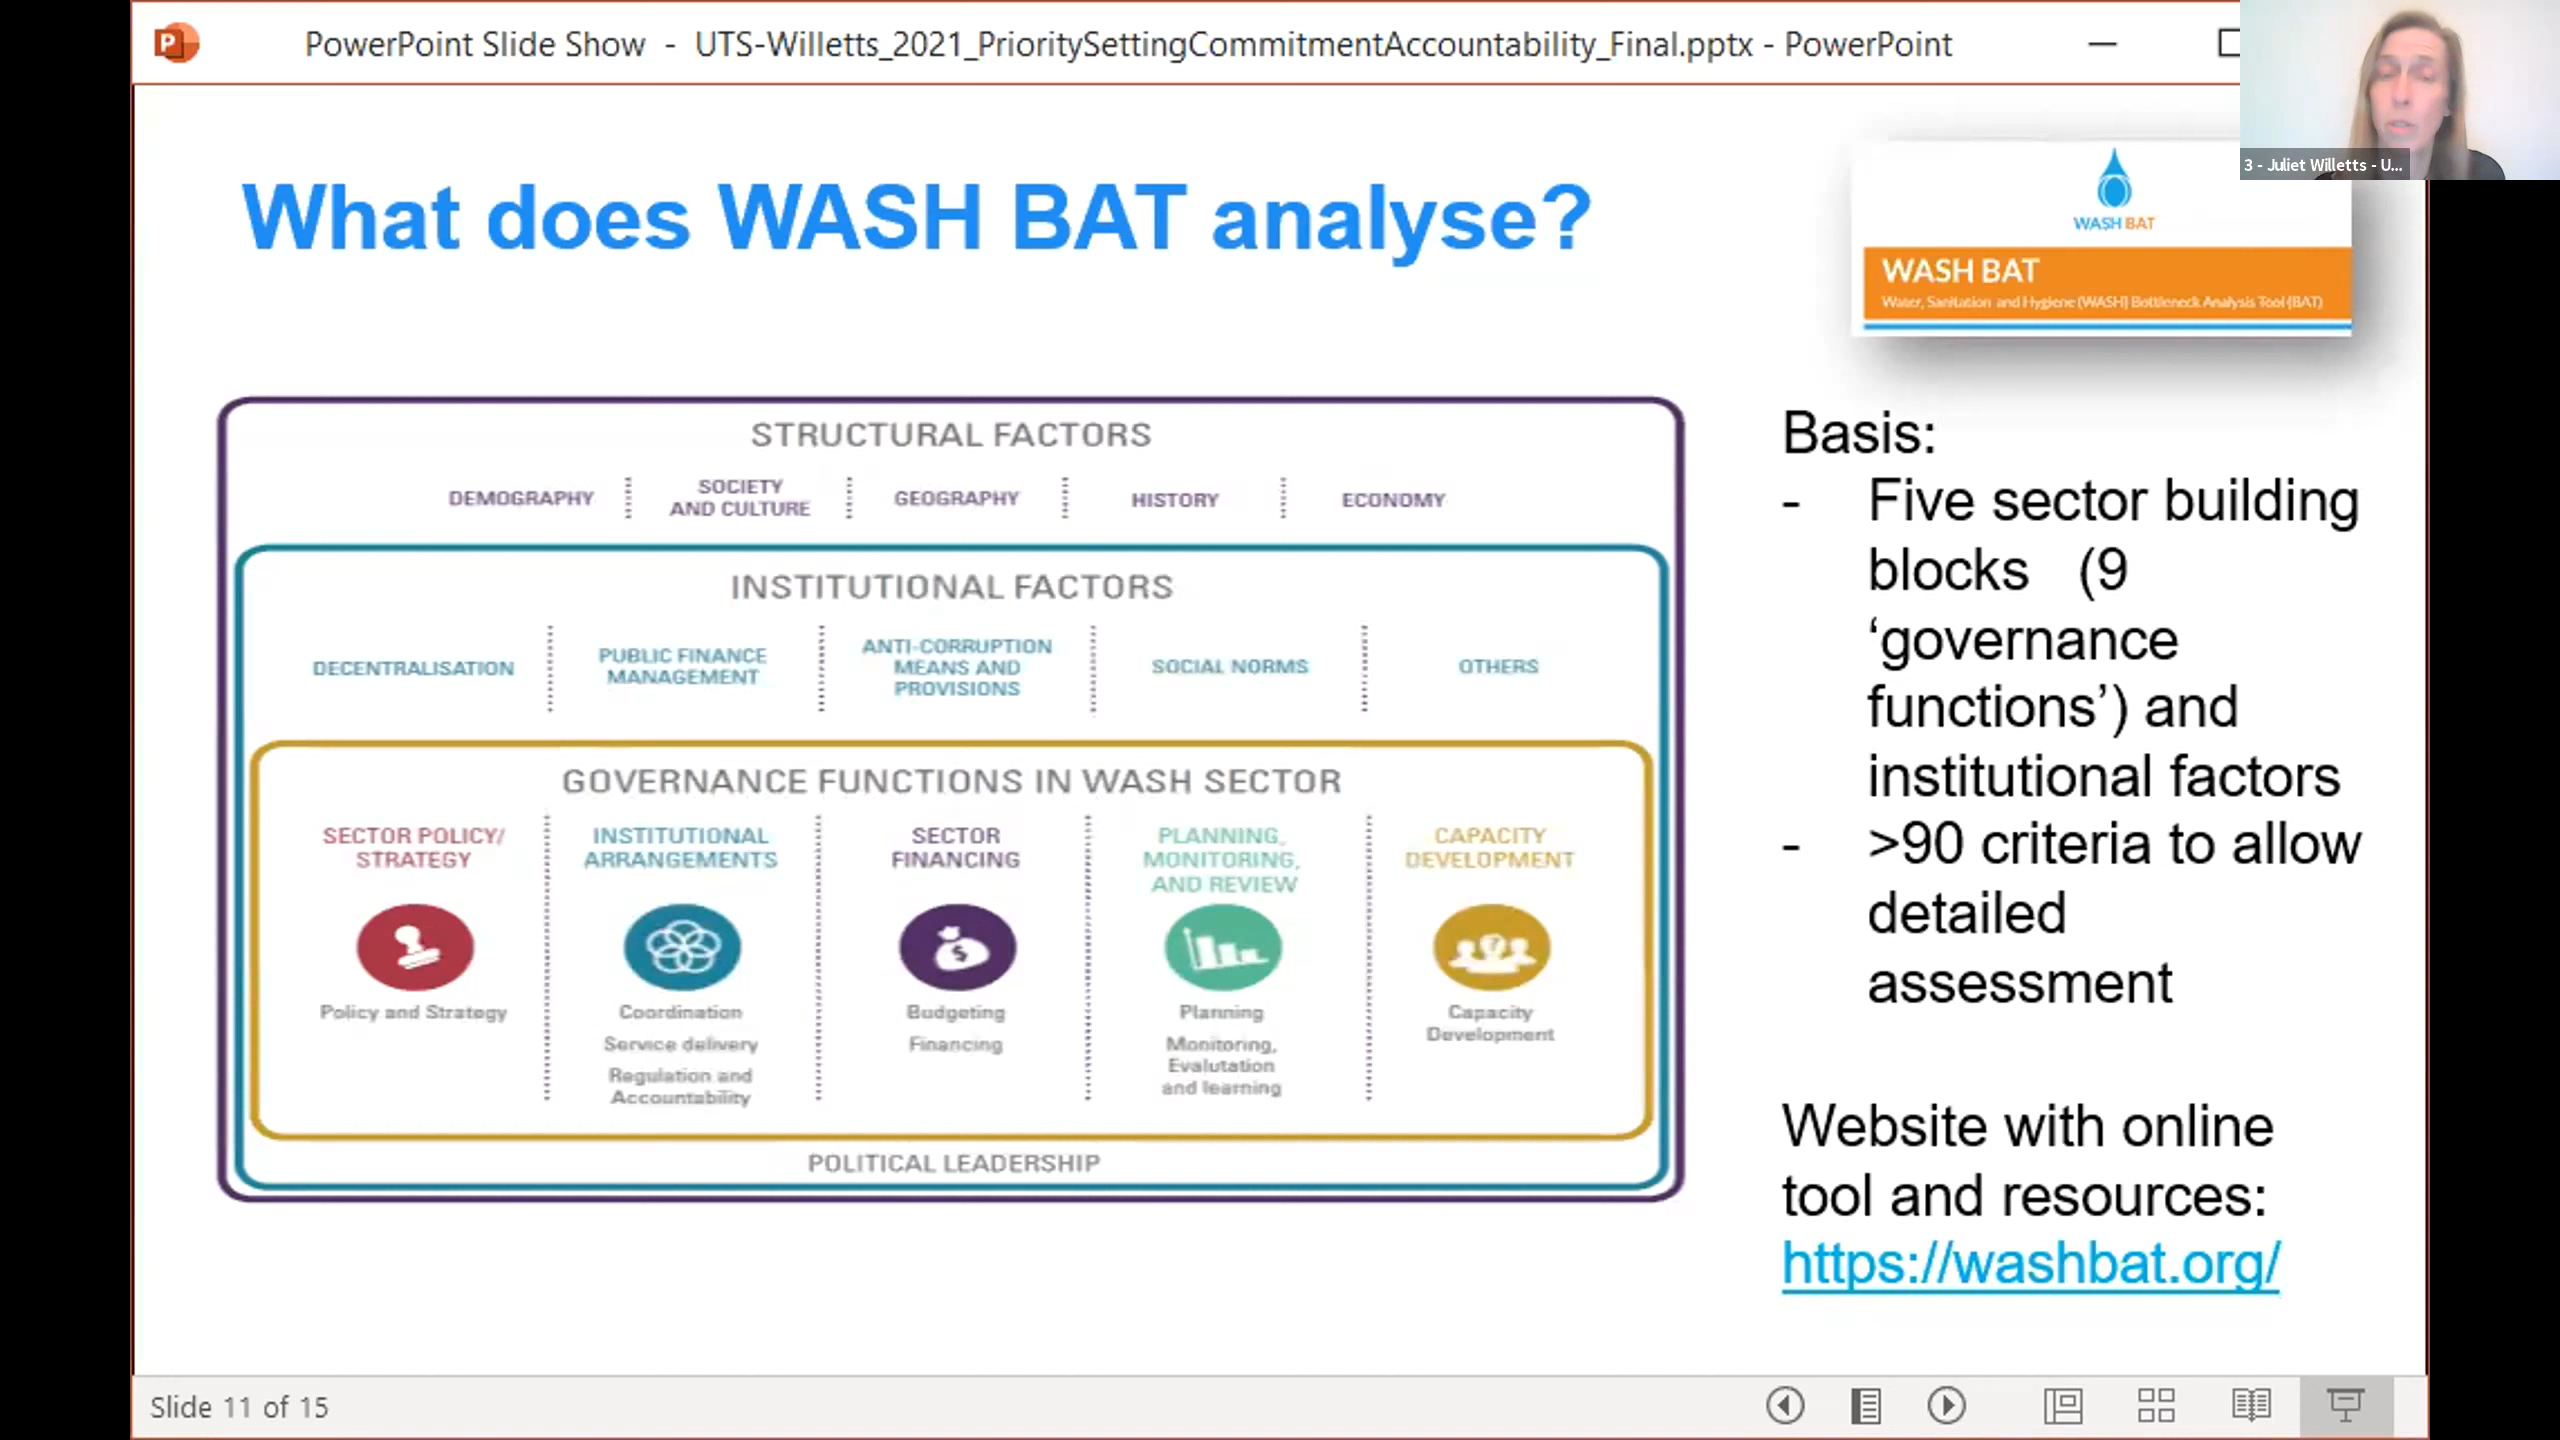 PowerPoint Slide Show - UTS-Willetts_2021_PrioritySettingCommitmentAccountability_Final.pptx - PowerPoint
3 - Juliet Willetts - U...
What does WASH BAT analyse?
WASH BAT
WASH BAT
Water, Sanitation and Hygiene (WASH) Bottleneck Analysis Tool (BAT)
STRUCTURAL FACTORS
DEMOGRAPHY
SOCIETY
AND CULTURE
GEOGRAPHY
HISTORY
ECONOMY
INSTITUTIONAL FACTORS
DECENTRALISATION
PUBLIC FINANCE
MANAGEMENT
ANTI-CORRUPTION
MEANS AND
PROVISIONS
SOCIAL NORMS
OTHERS
GOVERNANCE FUNCTIONS IN WASH SECTOR
SECTOR POLICY/
STRATEGY
Policy and Strategy
INSTITUTIONAL
ARRANGEMENTS
Coordination
Service delivery
Regulation and
Accountability
SECTOR
FINANCING
Budgeting
Financing
PLANNING,
MONITORING,
AND REVIEW
Planning
Monitoring,
Evalutation
and learning
CAPACITY
DEVELOPMENT
Capacity
Development
POLITICAL LEADERSHIP
Basis:
- Five sector building
blocks (9
‘governance
functions’) and
institutional factors
- >90 criteria to allow
detailed
assessment
Website with online
tool and resources:
https://washbat.org/
Slide 11 of 15